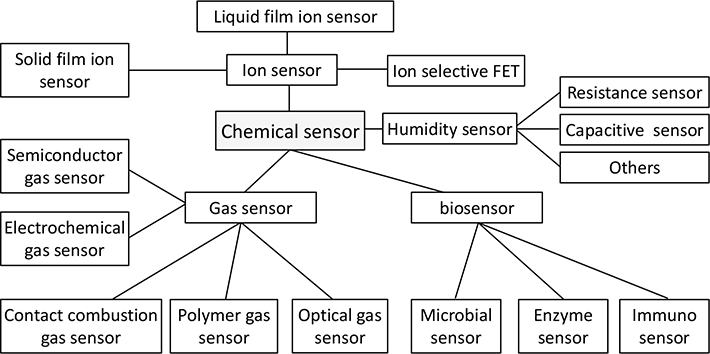 Liquid film ion sensor
Solid film ion
sensor
Ion sensor
Ion selective FET
Resistance sensor
Chemical sensor
Humidity sensor
Capacitive sensor
Others
Semiconductor
gas sensor
Gas sensor
biosensor
Electrochemical
gas sensor
Contact combustion
gas sensor
Polymer gas
sensor
Optical gas
sensor
Microbial
sensor
Enzyme
sensor
Immuno
sensor